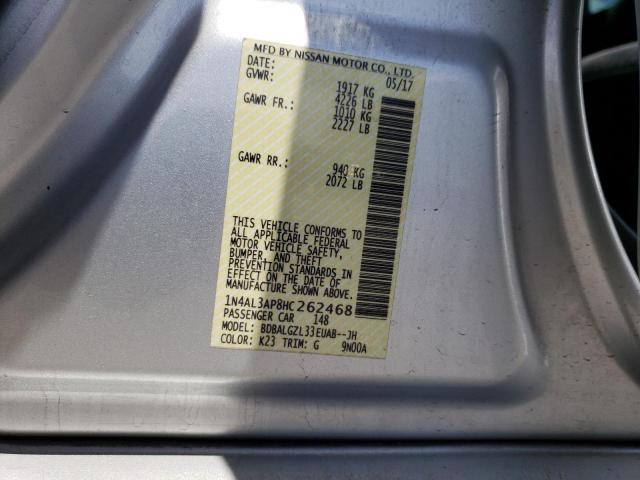 MFD BY NISSAN MOTOR CO., LTD.
DATE: 05/17
GVWR: 1917 KG
4226 LB
GAWR FR.: 1010 KG
2227 LB
GAWR RR.: 940 KG
2072 LB
THIS VEHICLE CONFORMS TO
ALL APPLICABLE FEDERAL
MOTOR VEHICLE SAFETY,
BUMPER, AND THEFT
PREVENTION STANDARDS IN
EFFECT ON THE DATE OF
MANUFACTURE SHOWN ABOVE.
1N4AL3AP8HC262468
PASSENGER CAR 148
MODEL: BDBALGZL33EUAB--JH
COLOR: K23 TRIM: G 9N00A